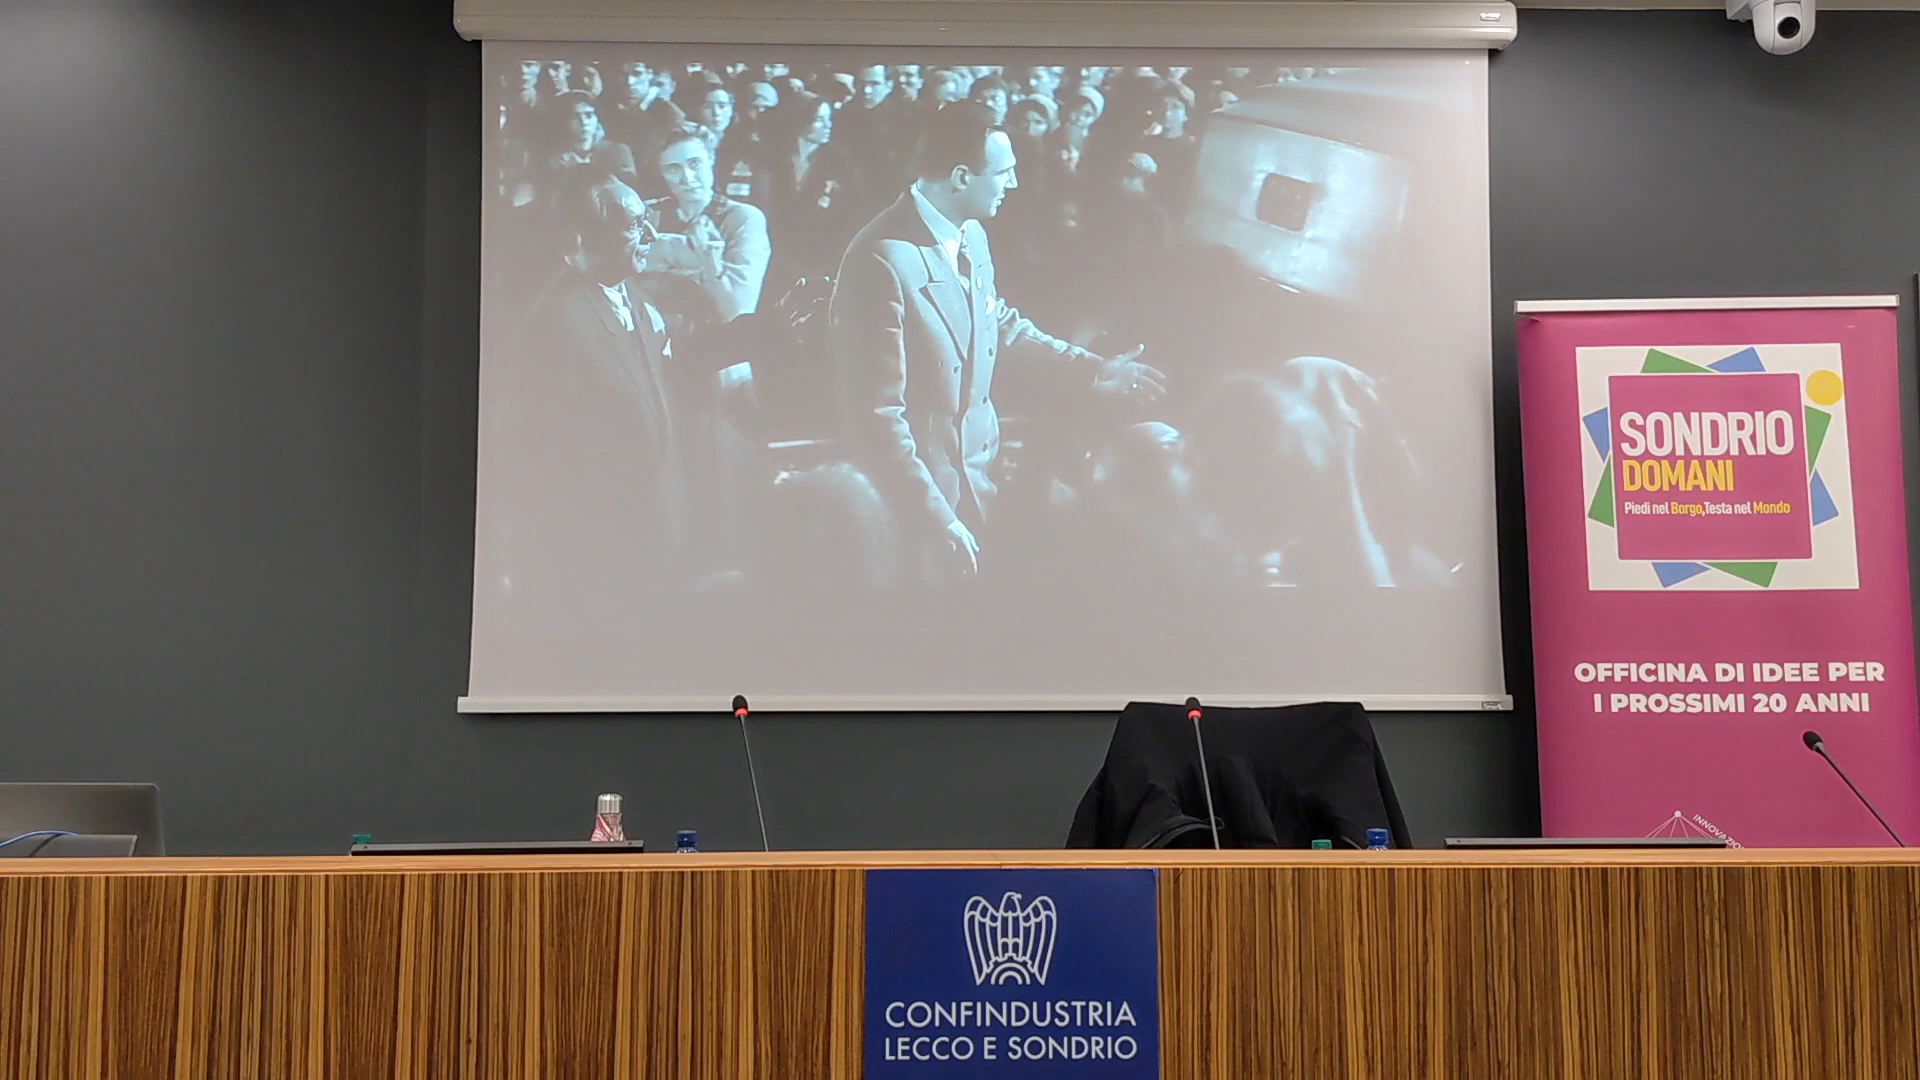 SONDRIO
DOMANI
Piedi nel Borgo,Testa nel Mondo
OFFICINA DI IDEE PER
I PROSSIMI 20 ANNI
CONFINDUSTRIA
LECCO E SONDRIO